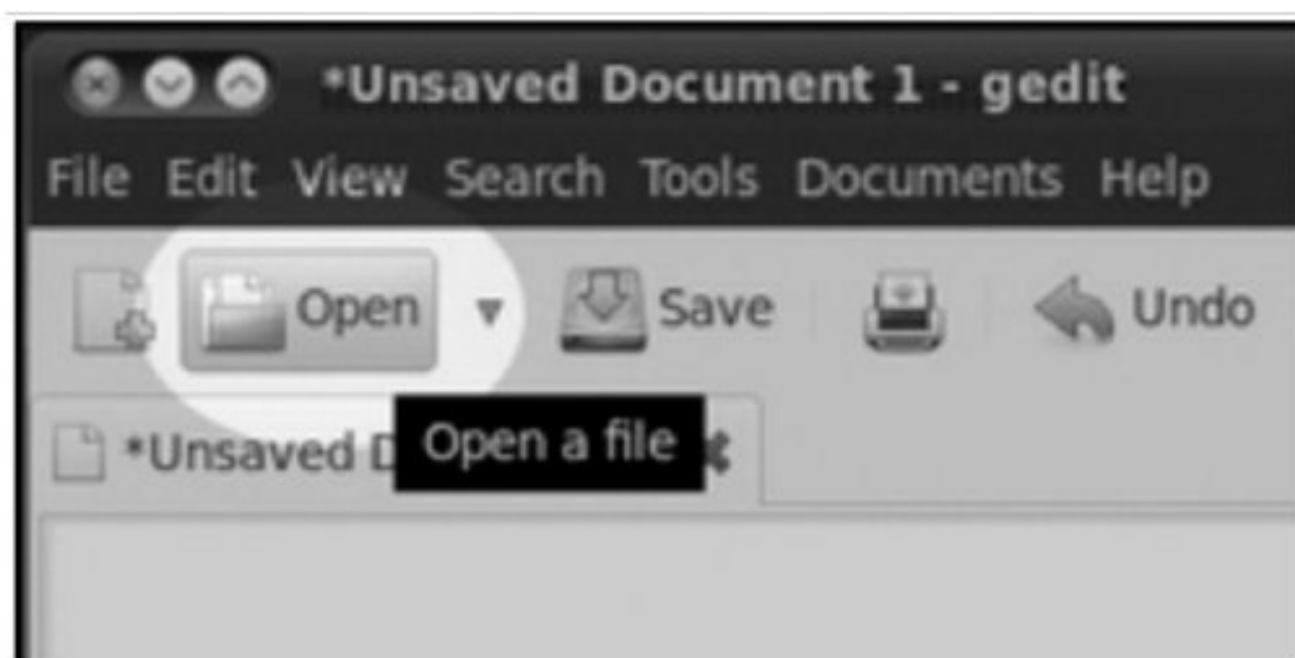 *Unsaved Document 1 - gedit
File Edit View Search Tools Documents Help
Open Save Undo
*Unsaved D
Open a file